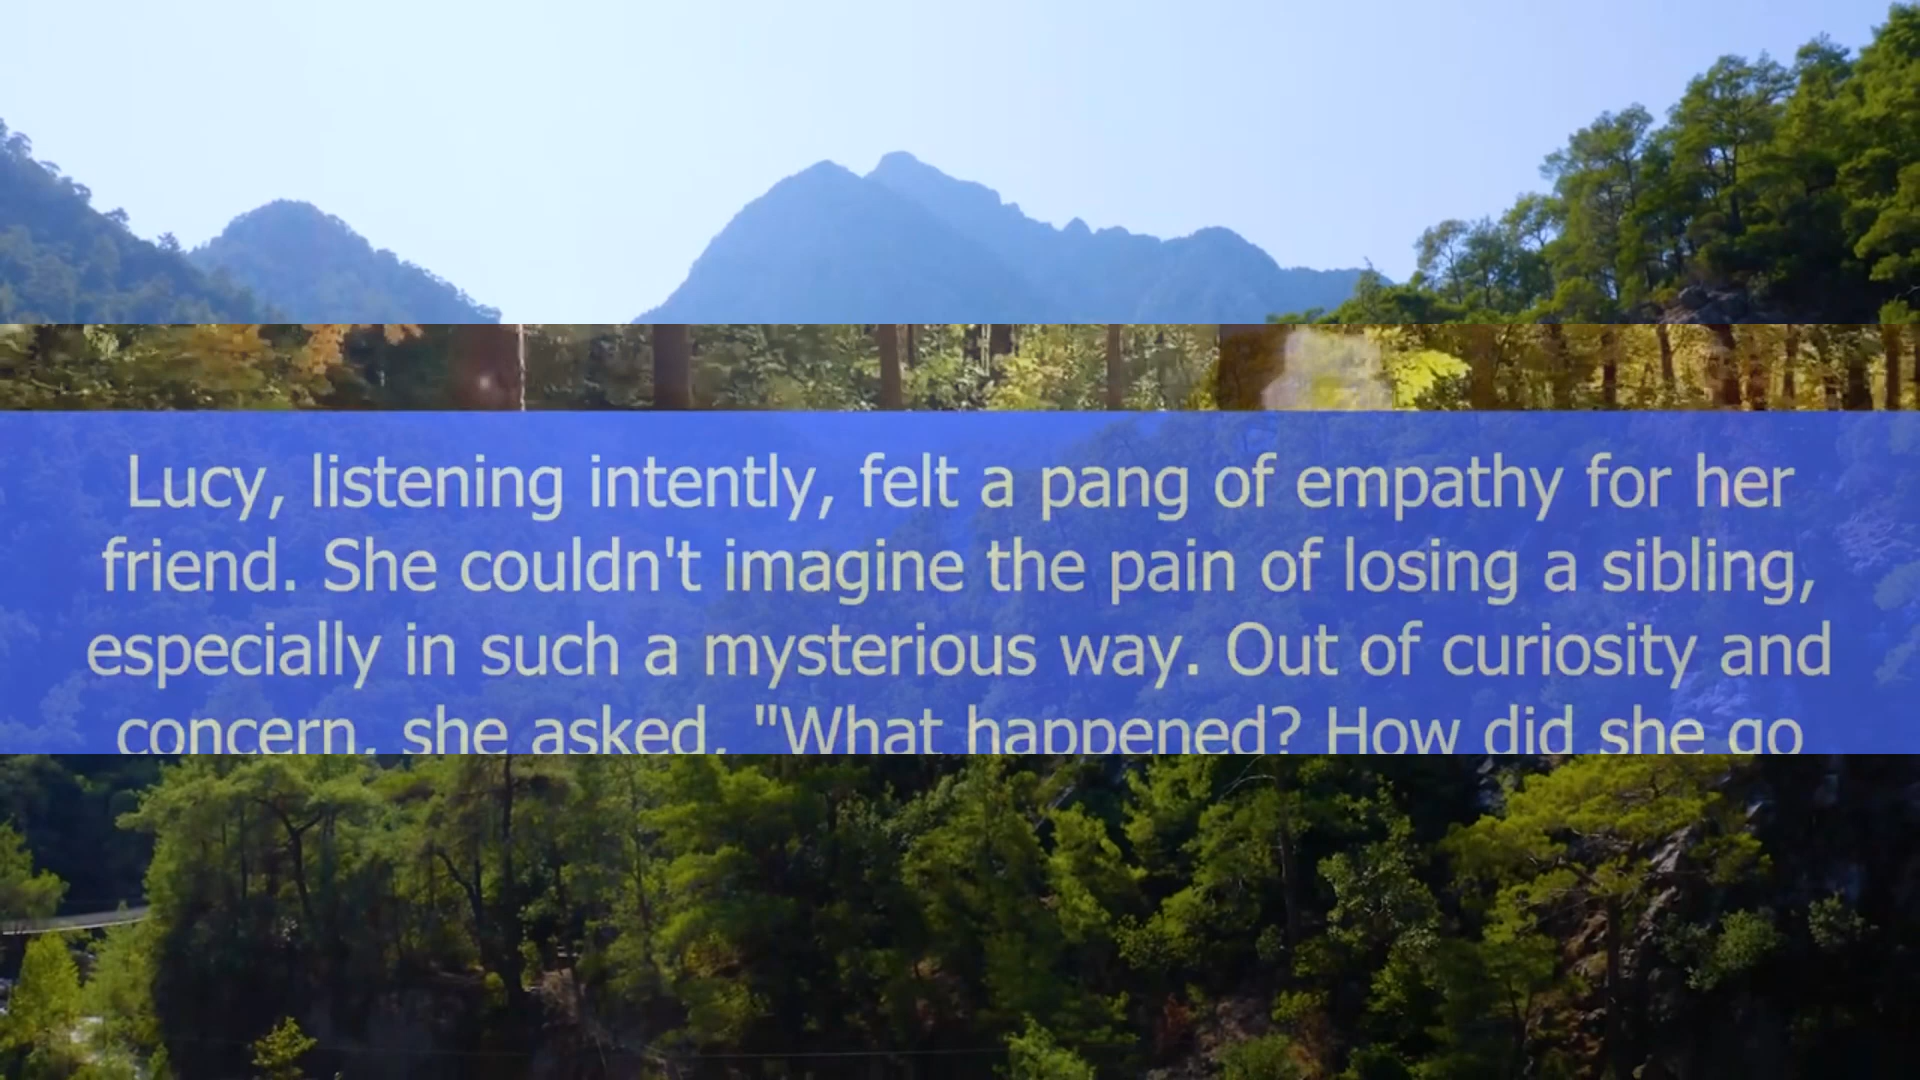 Lucy, listening intently, felt a pang of empathy for her
friend. She couldn't imagine the pain of losing a sibling,
especially in such a mysterious way. Out of curiosity and
concern, she asked, "What happened? How did she go